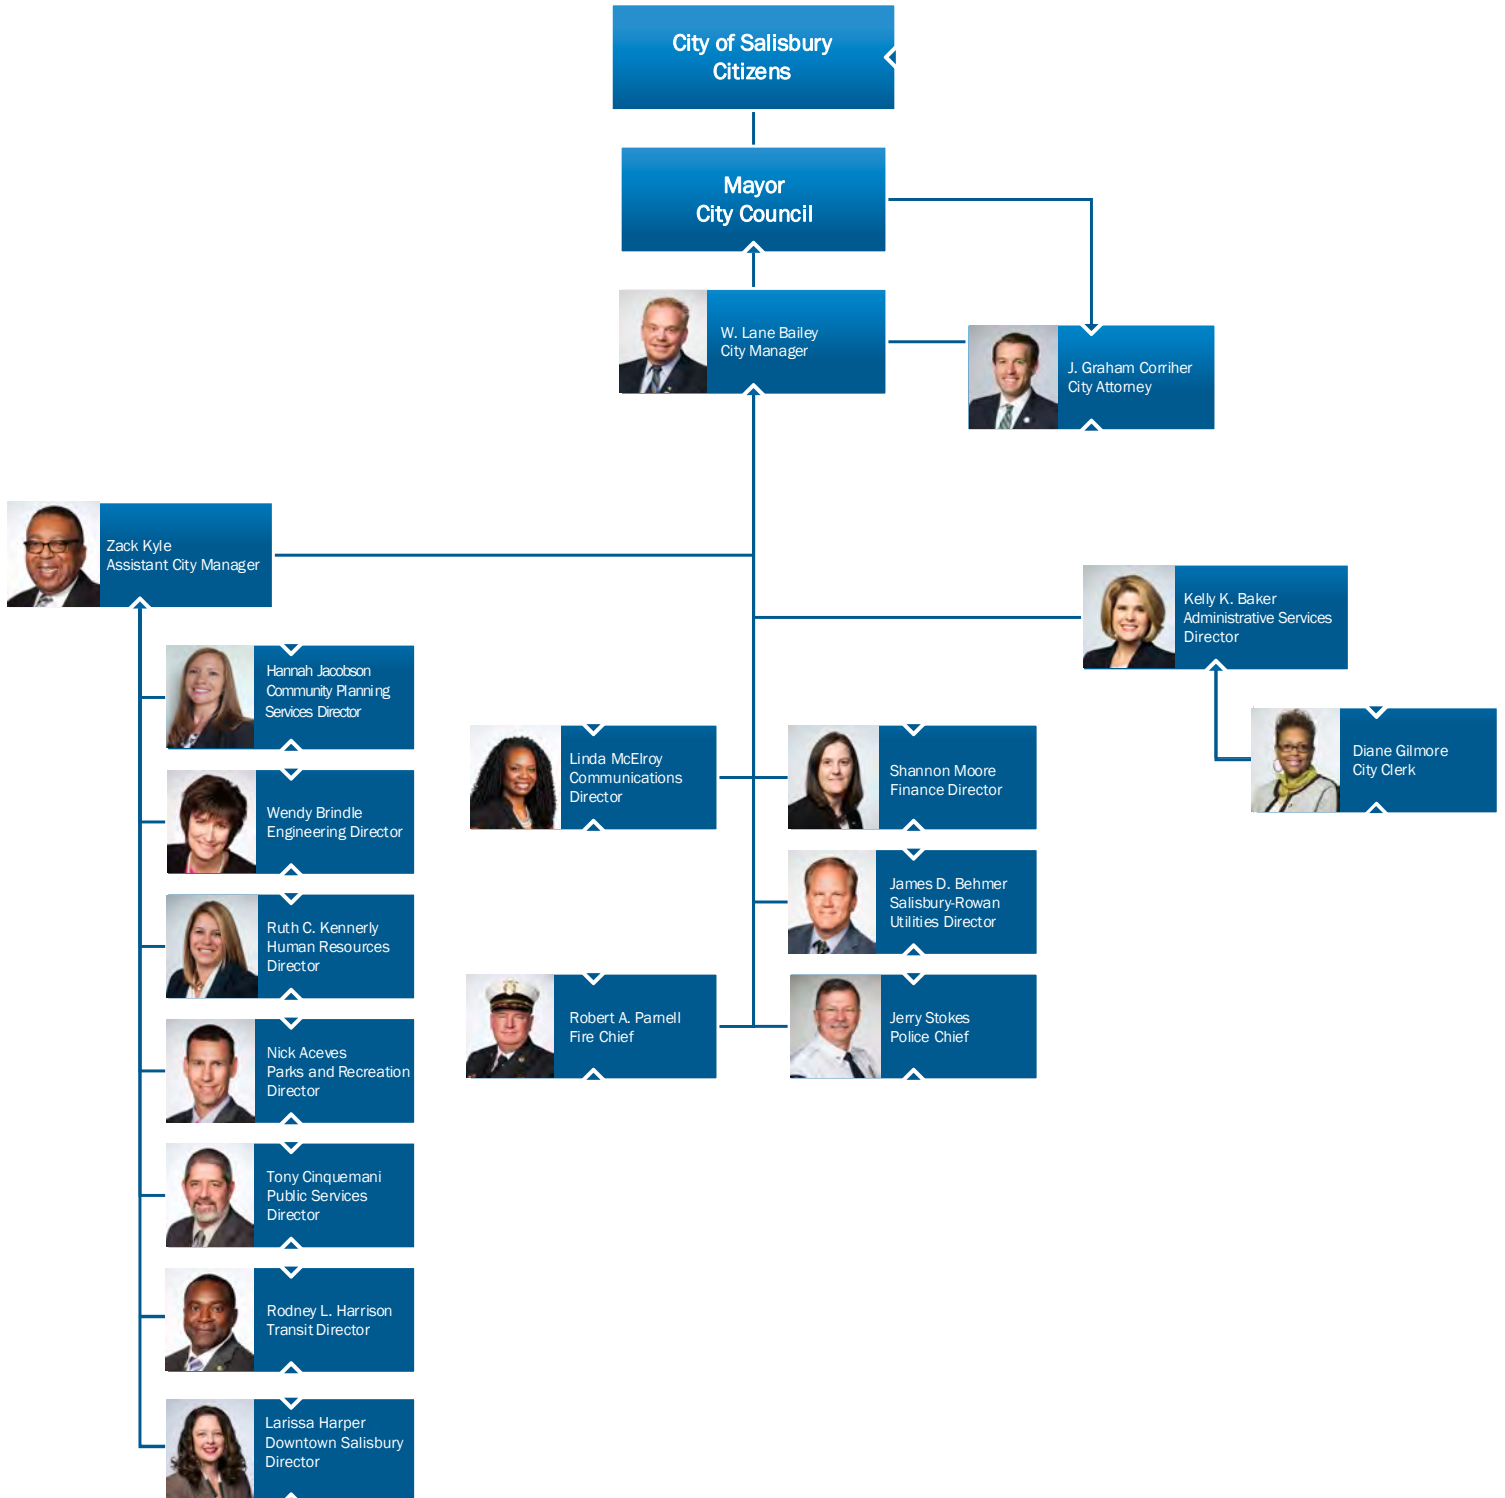 City of Salisbury
Citizens
Mayor
City Council
W. Lane Bailey
City Manager
J. Graham Corriher
City Attorney
Zack Kyle
Assistant City Manager
Kelly K. Baker
Administrative Services
Director
Hannah Jacobson
Community Planning
Services Director
Linda McElroy
Communications
Director
Shannon Moore
Finance Director
Diane Gilmore
City Clerk
Wendy Brindle
Engineering Director
James D. Behmer
Salisbury-Rowan
Utilities Director
Ruth C. Kennerly
Human Resources
Director
Robert A. Parnell
Fire Chief
Jerry Stokes
Police Chief
Nick Aceves
Parks and Recreation
Director
Tony Cinquemani
Public Services
Director
Rodney L. Harrison
Transit Director
Larissa Harper
Downtown Salisbury
Director